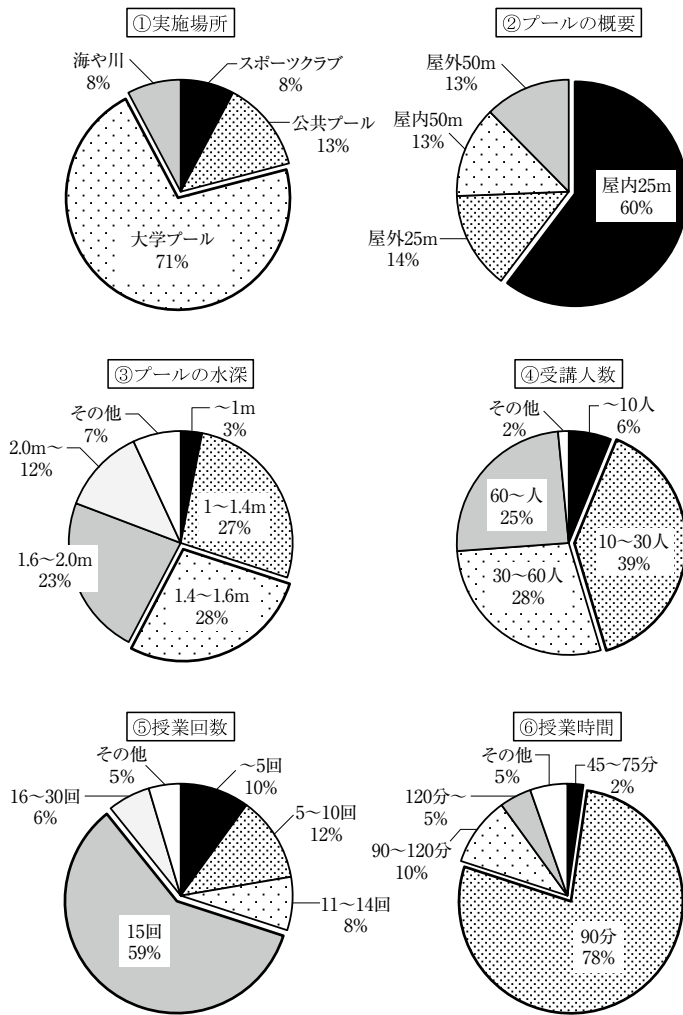 ①実施場所
海や川
8%
スポーツクラブ
8%
公共プール
13%
大学プール
71%
②プールの概要
屋外50m
13%
屋内50m
13%
屋外25m
14%
屋内25m
60%
③プールの水深
その他
7%
～1m
3%
2.0m～
12%
1～1.4m
27%
1.6～2.0m
23%
1.4～1.6m
28%
④受講人数
その他
2%
～10人
6%
60～人
25%
10～30人
39%
30～60人
28%
⑤授業回数
その他
5%
～5回
10%
16～30回
6%
5～10回
12%
11～14回
8%
15回
59%
⑥授業時間
その他
5%
45～75分
2%
120分～
5%
90～120分
10%
90分
78%